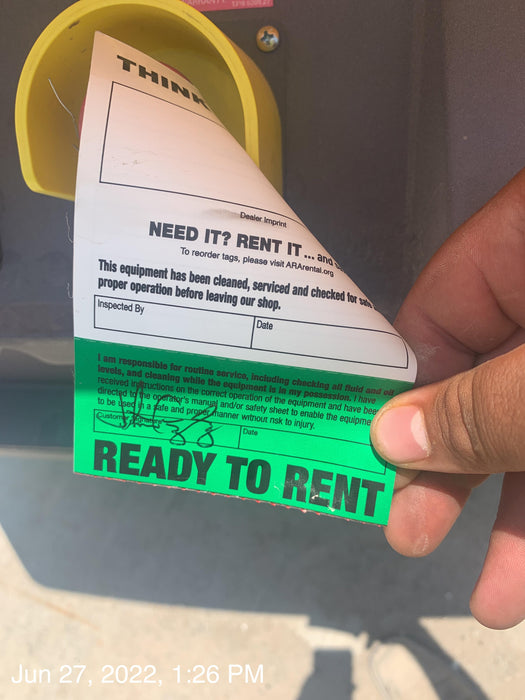 THINK
Dealer Imprint
NEED IT? RENT IT ... and
To reorder tags, please visit ARArental.org
This equipment has been cleaned, serviced and checked for safe
proper operation before leaving our shop.
Inspected By
Date
I am responsible for routine service, including checking all fluid and oil
levels, and cleaning while the equipment is in my possession. I have
received instructions on the correct operation of the equipment and have been
directed to the operator's manual and/or safety sheet to enable the equipme
to be used in a safe and proper manner without risk to injury.
Customer Signature
Date
READY TO RENT
Jun 27, 2022, 1:26 PM